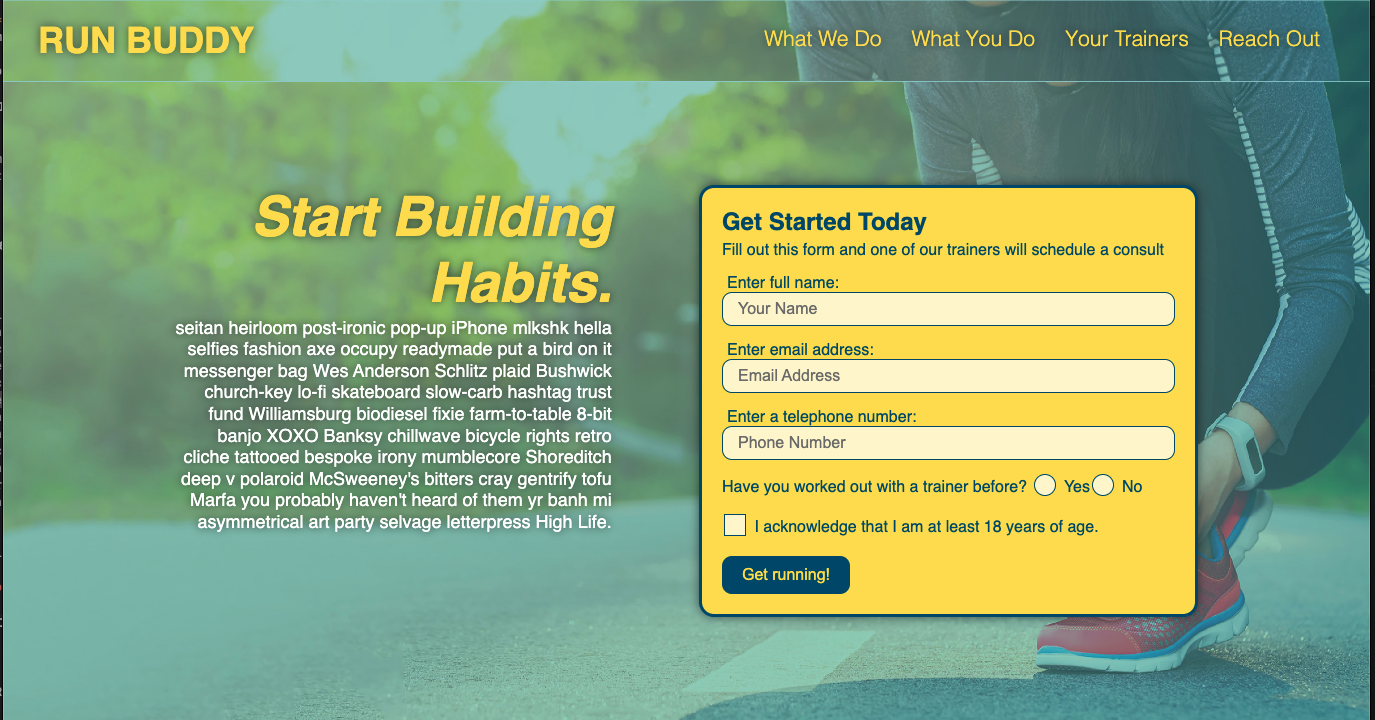 RUN BUDDY
What We Do What You Do Your Trainers Reach Out
Start Building
Habits.
seitan heirloom post-ironic pop-up iPhone mlkshk hella
selfies fashion axe occupy readymade put a bird on it
messenger bag Wes Anderson Schlitz plaid Bushwick
church-key lo-fi skateboard slow-carb hashtag trust
fund Williamsburg biodiesel fixie farm-to-table 8-bit
banjo XOXO Banksy chillwave bicycle rights retro
cliche tattooed bespoke irony mumblecore Shoreditch
deep v polaroid McSweeney's bitters cray gentrify tofu
Marfa you probably haven't heard of them yr banh mi
asymmetrical art party selvage letterpress High Life.
Get Started Today
Fill out this form and one of our trainers will schedule a consult
Enter full name:
Your Name
Enter email address:
Email Address
Enter a telephone number:
Phone Number
Have you worked out with a trainer before? Yes No
I acknowledge that I am at least 18 years of age.
Get running!